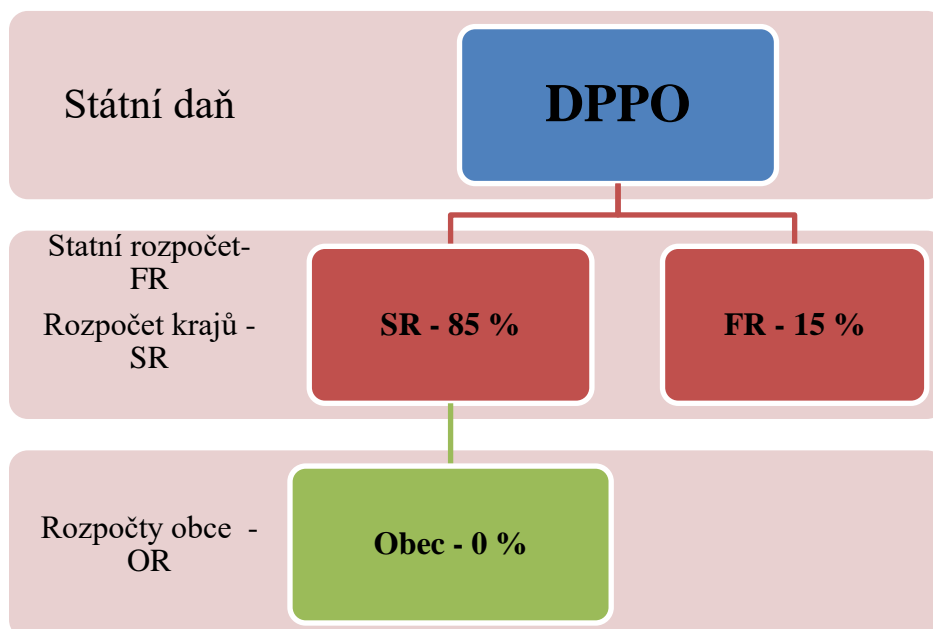 Státní daň
DPPO
Statní rozpočet-
FR
Rozpočet krajů -
SR
SR - 85 %
FR - 15 %
Rozpočty obce -
OR
Obec - 0 %